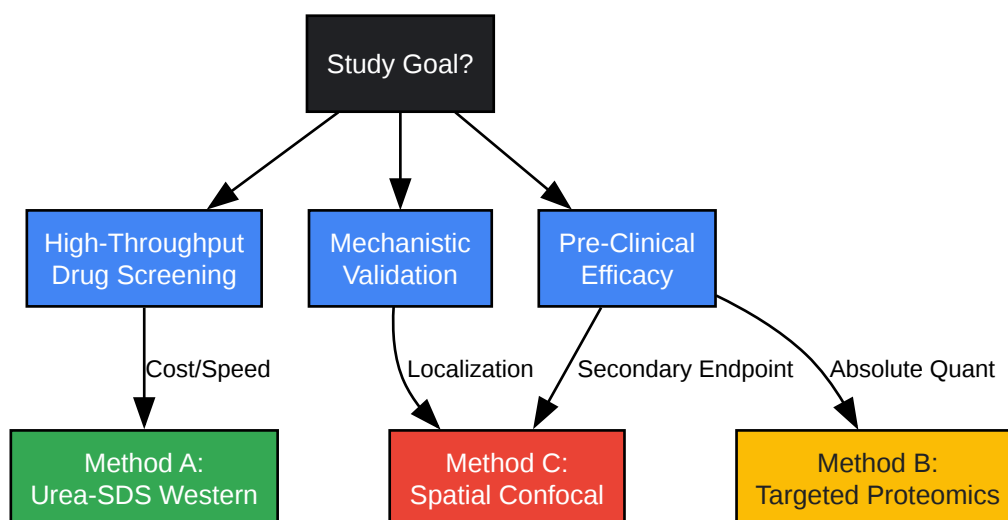 Study Goal?
High-Throughput
Drug Screening
Mechanistic
Validation
Pre-Clinical
Efficacy
Cost/Speed
Localization
Secondary Endpoint
Absolute Quant
Method A:
Urea-SDS Western
Method C:
Spatial Confocal
Method B:
Targeted Proteomics